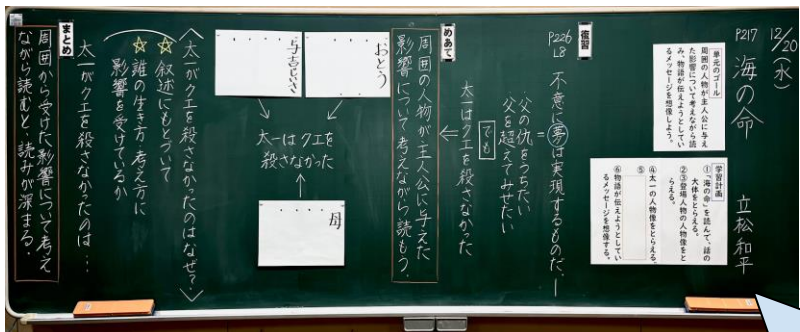 12/20(水)
P217 海の命 立松和平
単元のゴール
周囲の人物が主人公に与え
た影響について考えながら読
み、物語が伝えようとしてい
るメッセージを想像しよう。
学習計画
①「海の命」を読んで、話の
大体をとらえる。
②③登場人物の人物像をと
らえる。
④太一の人物像をとらえる。
⑤
⑥物語が伝えようとしてい
るメッセージを想像する。
復習
P226
L8 不意に夢は実現するものだ。
=父の仇をうちたい
父を超えてみせたい
でも
太一はクエを殺さなかった
めあて
周囲の人物が主人公に与えた
影響について考えながら読もう。
おとう
与吉じいさ
太一はクエを
殺さなかった
母
〈太一がクエを殺さなかったのはなぜ?〉
☆叙述にもとづいて
☆誰の生き方・考え方に
影響を受けているか
太一がクエを殺さなかったのは…
まとめ
周囲から受けた影響について考え
ながら読むと、読みが深まる。